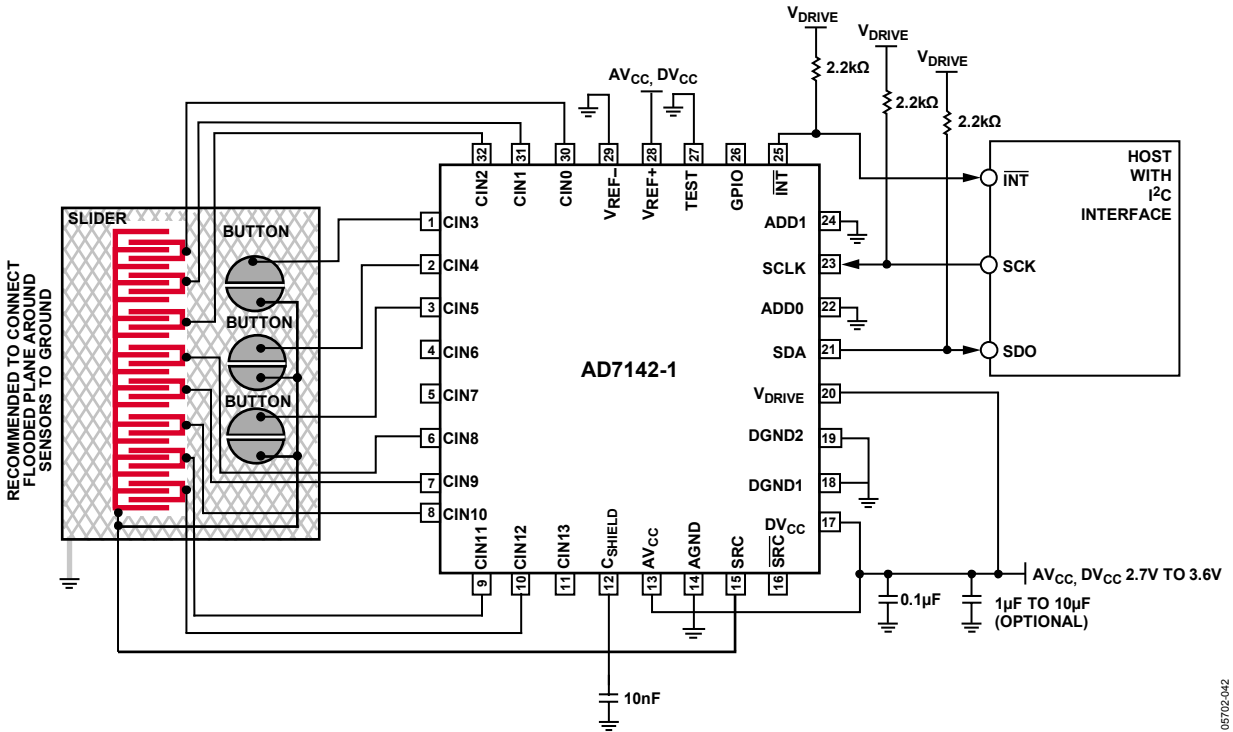 VDRIVE
VDRIVE
VDRIVE
2.2kΩ
2.2kΩ
2.2kΩ
AVCC, DVCC
32
31
30
29
28
27
26
25
CIN2
CIN1
CIN0
VREF–
VREF+
TEST
GPIO
INT
HOST
WITH
I2C
INTERFACE
INT
SCK
SDO
SLIDER
BUTTON
BUTTON
BUTTON
RECOMMENDED TO CONNECT
FLOODED PLANE AROUND
SENSORS TO GROUND
1 CIN3
2 CIN4
3 CIN5
4 CIN6
5 CIN7
6 CIN8
7 CIN9
8 CIN10
AD7142-1
ADD1 24
SCLK 23
ADD0 22
SDA 21
VDRIVE 20
DGND2 19
DGND1 18
DVCC 17
CIN11
CIN12
CIN13
CSHIELD
AVCC
AGND
SRC
SRC
9
10
11
12
13
14
15
16
AVCC, DVCC 2.7V TO 3.6V
0.1µF
1µF TO 10µF
(OPTIONAL)
10nF
05702-042